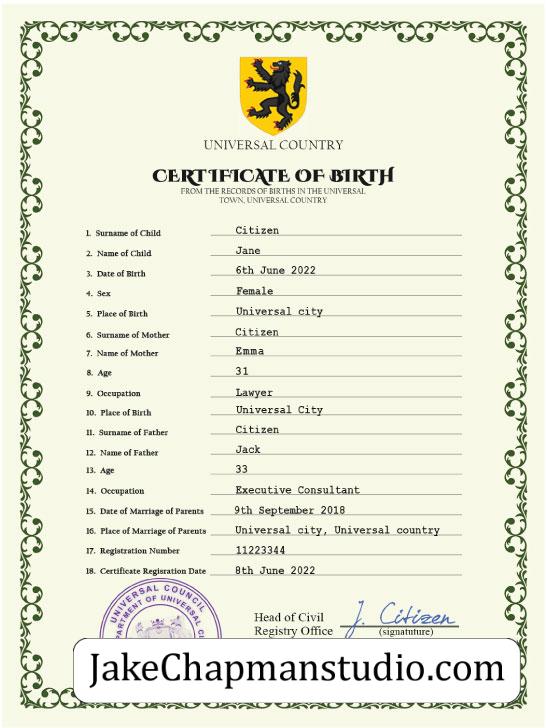 UNIVERSAL COUNTRY
CERTIFICATE OF BIRTH
FROM THE RECORDS OF BIRTHS IN THE UNIVERSAL
TOWN, UNIVERSAL COUNTRY
1. Surname of Child Citizen
2. Name of Child Jane
3. Date of Birth 6th June 2022
4. Sex Female
5. Place of Birth Universal city
6. Surname of Mother Citizen
7. Name of Mother Emma
8. Age 31
9. Occupation Lawyer
10. Place of Birth Universal City
11. Surname of Father Citizen
12. Name of Father Jack
13. Age 33
14. Occupation Executive Consultant
15. Date of Marriage of Parents 9th September 2018
16. Place of Marriage of Parents Universal city, Universal country
17. Registration Number 11223344
18. Certificate Regisration Date 8th June 2022
UNIVERSAL COUNCIL
OF UNIVERSAL
Head of Civil J. Citizen
Registry Office (signatuture)
JakeChapmanstudio.com